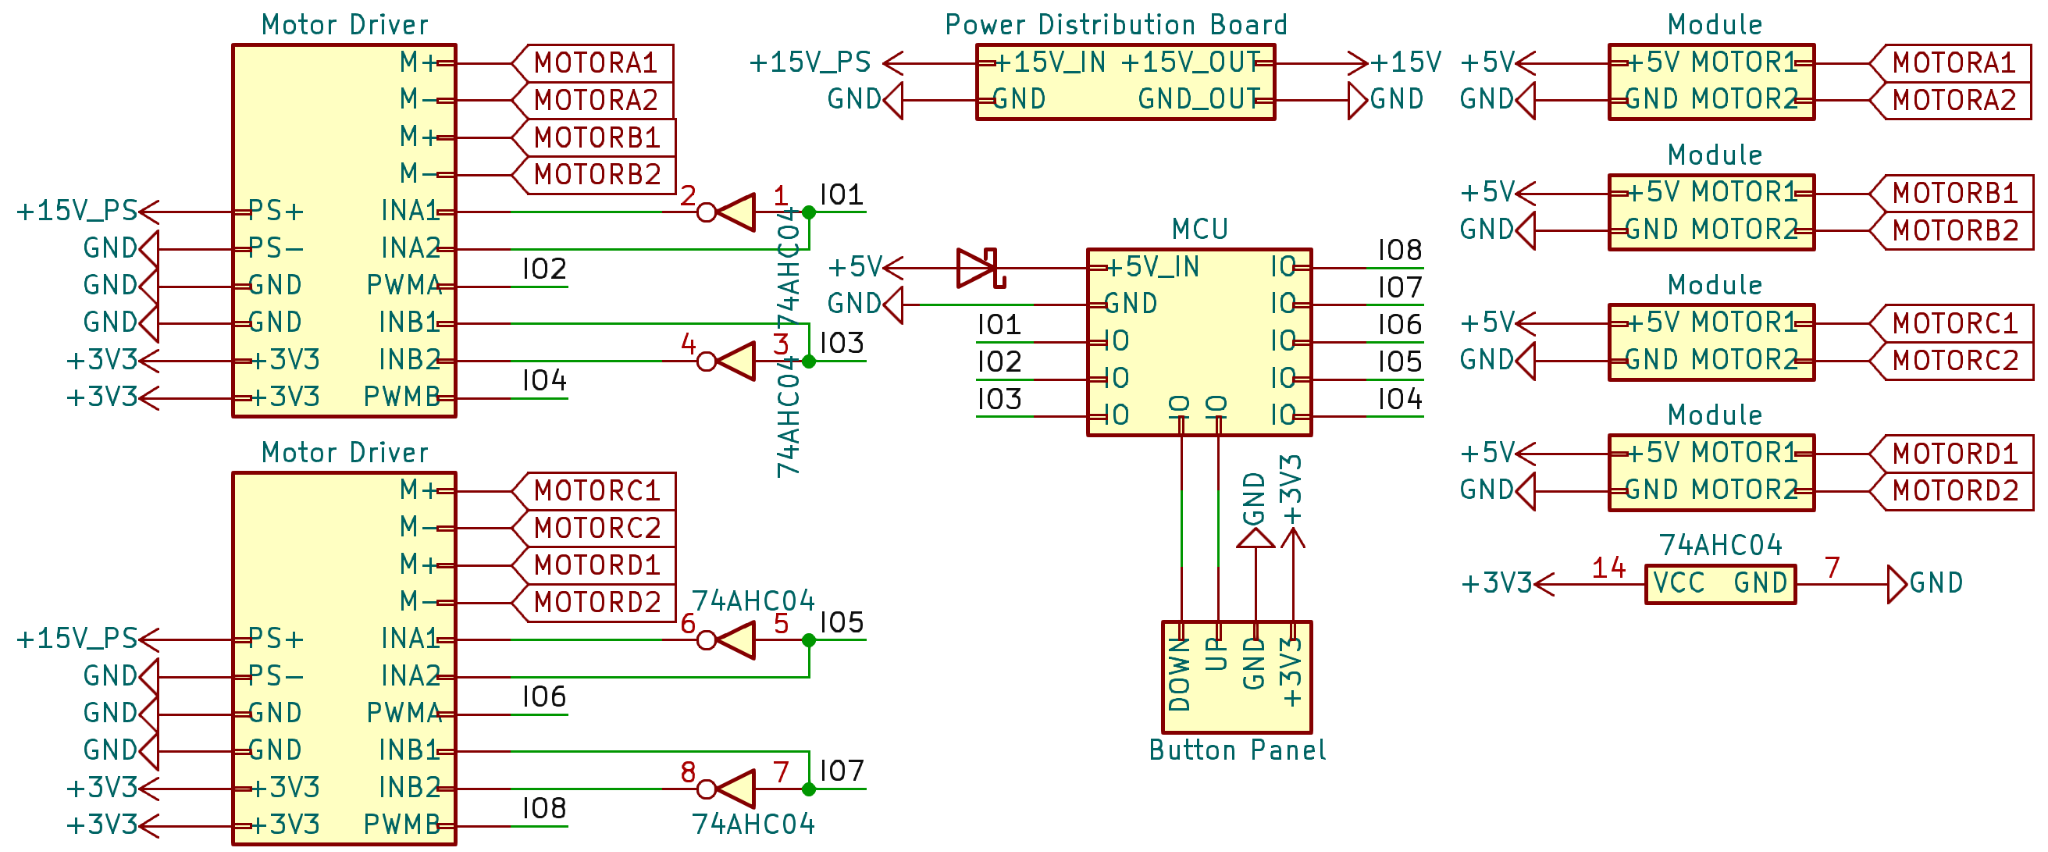 Motor Driver
M+
MOTORA1
M-
MOTORA2
M+
MOTORB1
M-
MOTORB2
+15V_PS
PS+
INA1
2
1
IO1
GND
PS-
INA2
74AHC04
GND
GND
PWMA
IO2
GND
GND
INB1
+3V3
+3V3
INB2
4
3
IO3
74AHC04
+3V3
+3V3
PWMB
IO4
Motor Driver
M+
MOTORC1
M-
MOTORC2
M+
MOTORD1
M-
MOTORD2
74AHC04
+15V_PS
PS+
INA1
6
5
IO5
GND
PS-
INA2
GND
GND
PWMA
IO6
GND
GND
INB1
+3V3
+3V3
INB2
8
7
IO7
74AHC04
+3V3
+3V3
PWMB
IO8
Power Distribution Board
+15V_PS
+15V_IN
+15V_OUT
+15V
GND
GND
GND_OUT
GND
MCU
+5V
+5V_IN
IO
IO8
GND
GND
IO
IO7
IO1
IO
IO
IO6
IO2
IO
IO
IO5
IO3
IO
IO
IO
IO
IO4
GND
+3V3
DOWN
UP
GND
+3V3
Button Panel
Module
+5V
+5V
MOTOR1
MOTORA1
GND
GND
MOTOR2
MOTORA2
Module
+5V
+5V
MOTOR1
MOTORB1
GND
GND
MOTOR2
MOTORB2
Module
+5V
+5V
MOTOR1
MOTORC1
GND
GND
MOTOR2
MOTORC2
Module
+5V
+5V
MOTOR1
MOTORD1
GND
GND
MOTOR2
MOTORD2
74AHC04
+3V3
14
VCC
GND
7
GND